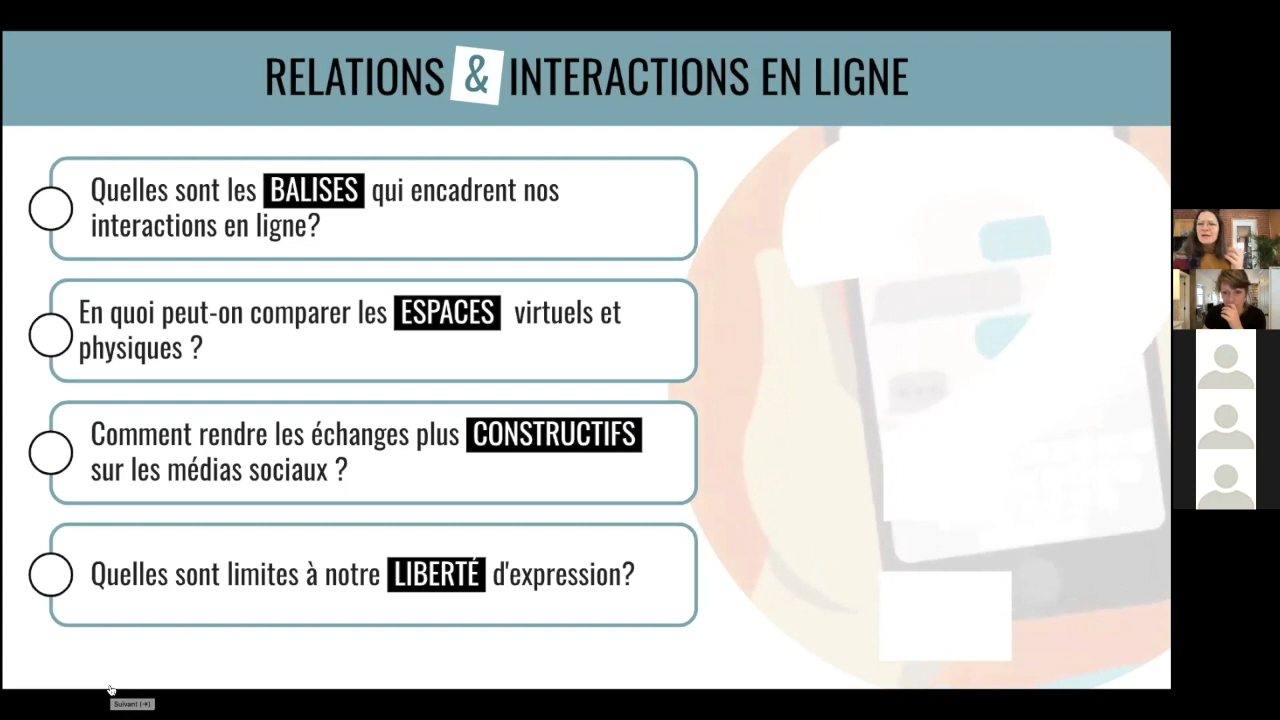 RELATIONS & INTERACTIONS EN LIGNE
Quelles sont les BALISES qui encadrent nos
interactions en ligne?
En quoi peut-on comparer les ESPACES virtuels et
physiques ?
Comment rendre les échanges plus CONSTRUCTIFS
sur les médias sociaux ?
Quelles sont limites à notre LIBERTÉ d'expression?
Suivant (➔)